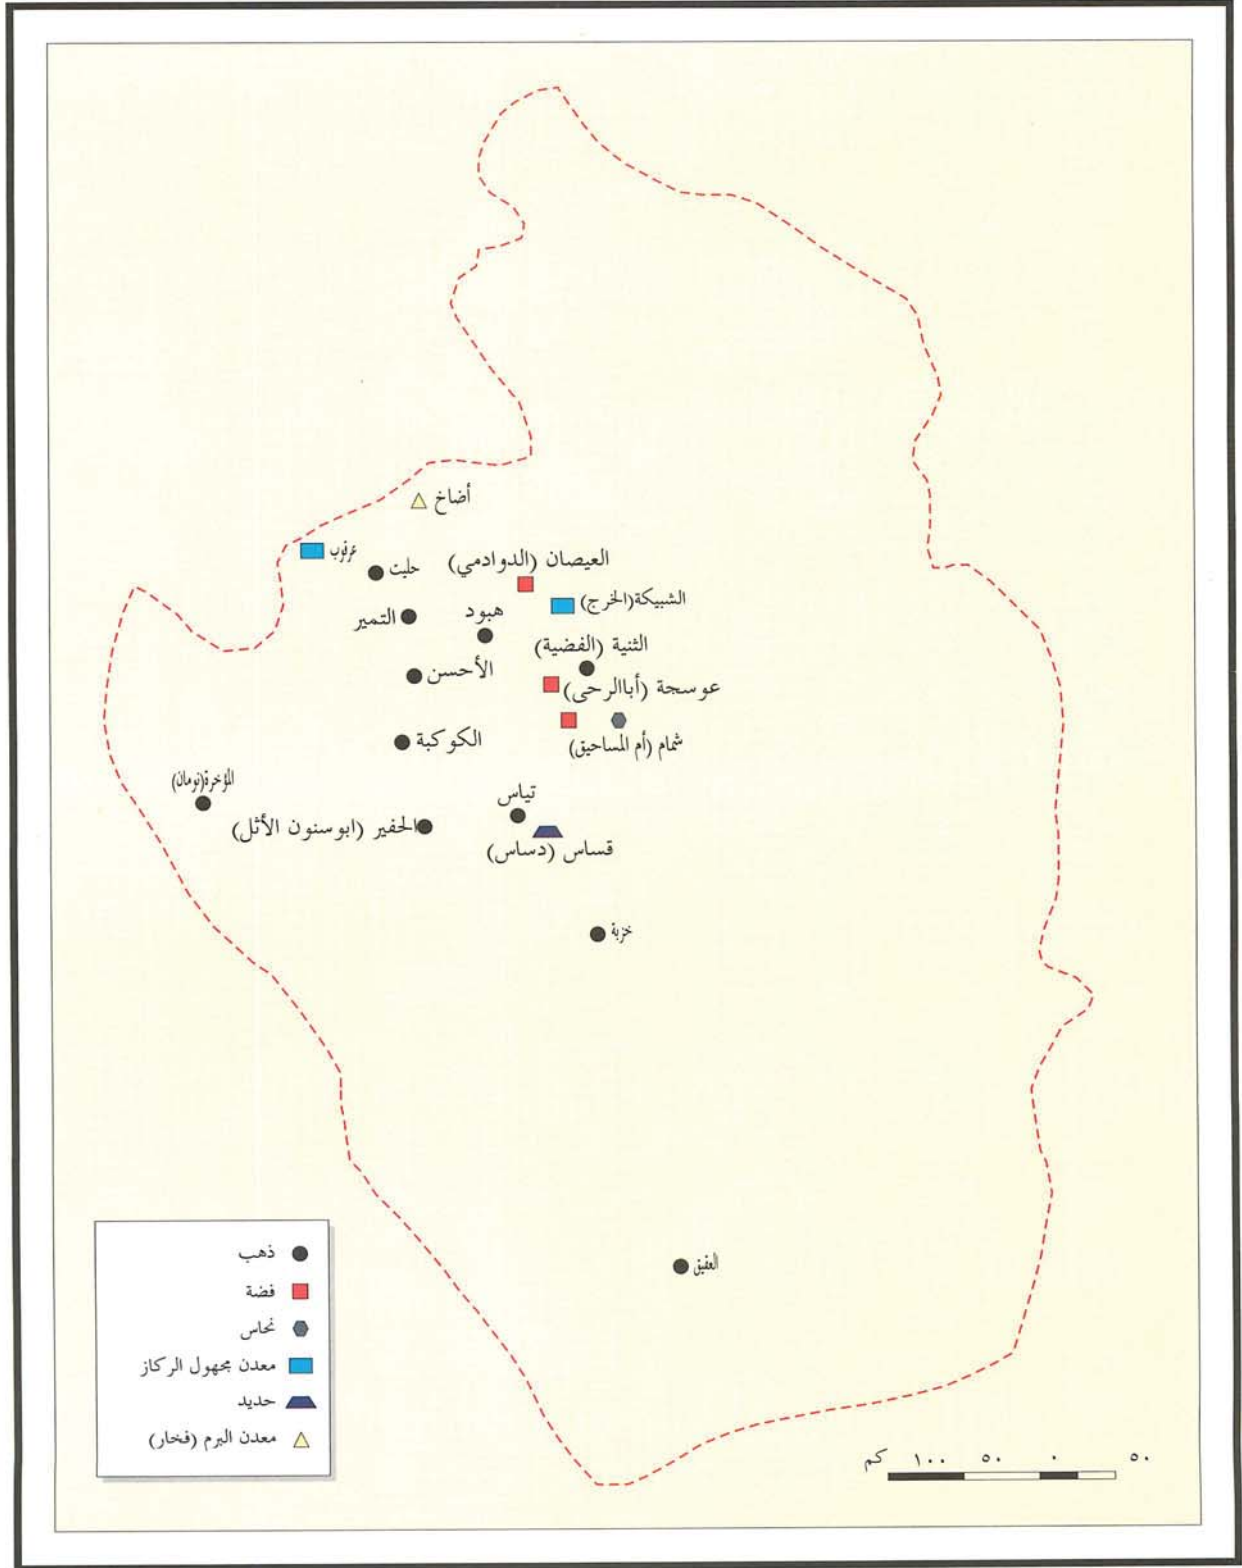 أضاخ
عرفوب
حليت
العيصان (الدوادمي)
الشبيكة (الخرج)
التمير
هبود
الثنية (الفضية)
الأحسن
عوسجة (أباالرحى)
الكوكبة
شمام (أم المساحيق)
المؤخرة (نومان)
تياس
الحفير (ابوسنون الأثل)
قساس (دساس)
خزبة
العقيق
ذهب
فضة
نحاس
معدن مجهول الركاز
حديد
معدن البرم (فخار)
٥٠ ٠ ٥٠ ١٠٠ كم